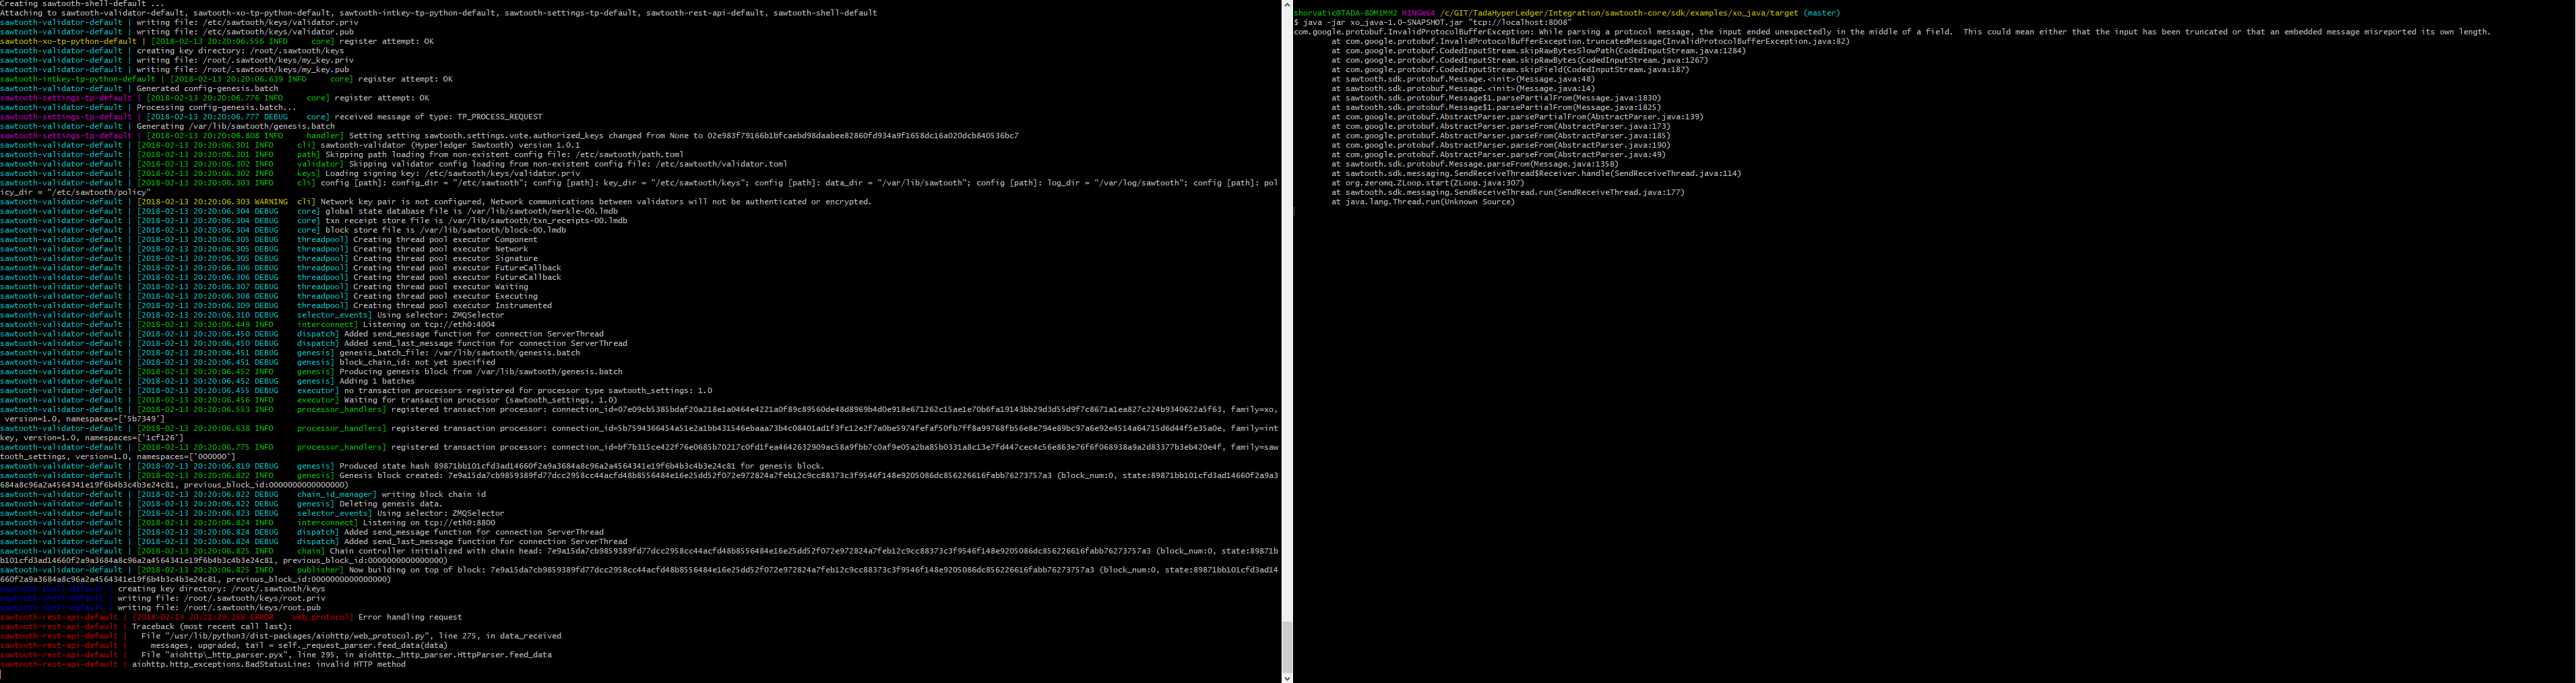 Creating sawtooth-shell-default ...
Attaching to sawtooth-validator-default, sawtooth-xo-tp-python-default, sawtooth-intkey-tp-python-default, sawtooth-settings-tp-default, sawtooth-rest-api-default, sawtooth-shell-default
sawtooth-validator-default | writing file: /etc/sawtooth/keys/validator.priv
sawtooth-validator-default | writing file: /etc/sawtooth/keys/validator.pub
sawtooth-xo-tp-python-default | [2018-02-13 20:20:06.556 INFO     core] register attempt: OK
sawtooth-validator-default | creating key directory: /root/.sawtooth/keys
sawtooth-validator-default | writing file: /root/.sawtooth/keys/my_key.priv
sawtooth-validator-default | writing file: /root/.sawtooth/keys/my_key.pub
sawtooth-intkey-tp-python-default | [2018-02-13 20:20:06.639 INFO     core] register attempt: OK
sawtooth-validator-default | Generated config-genesis.batch
sawtooth-settings-tp-default | [2018-02-13 20:20:06.776 INFO     core] register attempt: OK
sawtooth-validator-default | Processing config-genesis.batch...
sawtooth-settings-tp-default | [2018-02-13 20:20:06.777 DEBUG    core] received message of type: TP_PROCESS_REQUEST
sawtooth-validator-default | Generating /var/lib/sawtooth/genesis.batch
sawtooth-settings-tp-default | [2018-02-13 20:20:06.808 INFO     handler] Setting setting sawtooth.settings.vote.authorized_keys changed from None to 02e983f79166b1bfcaebd98daabee82860fd934a9f1658dc16a020dcb840536bc7
sawtooth-validator-default | [2018-02-13 20:20:06.301 INFO     cli] sawtooth-validator (Hyperledger Sawtooth) version 1.0.1
sawtooth-validator-default | [2018-02-13 20:20:06.301 INFO     path] Skipping path loading from non-existent config file: /etc/sawtooth/path.toml
sawtooth-validator-default | [2018-02-13 20:20:06.302 INFO     validator] Skipping validator config loading from non-existent config file: /etc/sawtooth/validator.toml
sawtooth-validator-default | [2018-02-13 20:20:06.302 INFO     keys] Loading signing key: /etc/sawtooth/keys/validator.priv
sawtooth-validator-default | [2018-02-13 20:20:06.303 INFO     cli] config [path]: config_dir = "/etc/sawtooth"; config [path]: key_dir = "/etc/sawtooth/keys"; config [path]: data_dir = "/var/lib/sawtooth"; config [path]: log_dir = "/var/log/sawtooth"; config [path]: pol
icy_dir = "/etc/sawtooth/policy"
sawtooth-validator-default | [2018-02-13 20:20:06.303 WARNING  cli] Network key pair is not configured, Network communications between validators will not be authenticated or encrypted.
sawtooth-validator-default | [2018-02-13 20:20:06.304 DEBUG    core] global state database file is /var/lib/sawtooth/merkle-00.lmdb
sawtooth-validator-default | [2018-02-13 20:20:06.304 DEBUG    core] txn receipt store file is /var/lib/sawtooth/txn_receipts-00.lmdb
sawtooth-validator-default | [2018-02-13 20:20:06.304 DEBUG    core] block store file is /var/lib/sawtooth/block-00.lmdb
sawtooth-validator-default | [2018-02-13 20:20:06.305 DEBUG    threadpool] Creating thread pool executor Component
sawtooth-validator-default | [2018-02-13 20:20:06.305 DEBUG    threadpool] Creating thread pool executor Network
sawtooth-validator-default | [2018-02-13 20:20:06.305 DEBUG    threadpool] Creating thread pool executor Signature
sawtooth-validator-default | [2018-02-13 20:20:06.306 DEBUG    threadpool] Creating thread pool executor FutureCallback
sawtooth-validator-default | [2018-02-13 20:20:06.306 DEBUG    threadpool] Creating thread pool executor FutureCallback
sawtooth-validator-default | [2018-02-13 20:20:06.307 DEBUG    threadpool] Creating thread pool executor Waiting
sawtooth-validator-default | [2018-02-13 20:20:06.308 DEBUG    threadpool] Creating thread pool executor Executing
sawtooth-validator-default | [2018-02-13 20:20:06.309 DEBUG    threadpool] Creating thread pool executor Instrumented
sawtooth-validator-default | [2018-02-13 20:20:06.310 DEBUG    selector_events] Using selector: ZMQSelector
sawtooth-validator-default | [2018-02-13 20:20:06.449 INFO     interconnect] Listening on tcp://eth0:4004
sawtooth-validator-default | [2018-02-13 20:20:06.450 DEBUG    dispatch] Added send_message function for connection ServerThread
sawtooth-validator-default | [2018-02-13 20:20:06.450 DEBUG    dispatch] Added send_last_message function for connection ServerThread
sawtooth-validator-default | [2018-02-13 20:20:06.451 DEBUG    genesis] genesis_batch_file: /var/lib/sawtooth/genesis.batch
sawtooth-validator-default | [2018-02-13 20:20:06.451 DEBUG    genesis] block_chain_id: not yet specified
sawtooth-validator-default | [2018-02-13 20:20:06.452 INFO     genesis] Producing genesis block from /var/lib/sawtooth/genesis.batch
sawtooth-validator-default | [2018-02-13 20:20:06.452 DEBUG    genesis] Adding 1 batches
sawtooth-validator-default | [2018-02-13 20:20:06.455 DEBUG    executor] no transaction processors registered for processor type sawtooth_settings: 1.0
sawtooth-validator-default | [2018-02-13 20:20:06.456 INFO     executor] Waiting for transaction processor (sawtooth_settings, 1.0)
sawtooth-validator-default | [2018-02-13 20:20:06.553 INFO     processor_handlers] registered transaction processor: connection_id=07e09cb5385bdaf20a218e1a0464e4221a0f89c89560de48d8969b4d0e918e671262c15ae1e70b6fa19143bb29d3d55d9f7c8671a1ea827c224b9340622a5f63, family=xo,
 version=1.0, namespaces=['5b7349']
sawtooth-validator-default | [2018-02-13 20:20:06.638 INFO     processor_handlers] registered transaction processor: connection_id=5b7594366454a51e2a1bb431546ebaaa73b4c08401ad1f3fc12e2f7a0be5974fefaf50fb7ff8a99768fb56e8e794e89bc97a6e92e4514a64715d6d44f5e35a0e, family=int
key, version=1.0, namespaces=['1cf126']
sawtooth-validator-default | [2018-02-13 20:20:06.775 INFO     processor_handlers] registered transaction processor: connection_id=bf7b315ce422f76e0685b70217c0fd1fea4642632909ac58a9fbb7c0af9e05a2ba85b0331a8c13e7fd447cec4c56e863e76f6f068938a9a2d83377b3eb420e4f, family=saw
tooth_settings, version=1.0, namespaces=['000000']
sawtooth-validator-default | [2018-02-13 20:20:06.819 DEBUG    genesis] Produced state hash 89871bb101cfd3ad14660f2a9a3684a8c96a2a4564341e19f6b4b3c4b3e24c81 for genesis block.
sawtooth-validator-default | [2018-02-13 20:20:06.822 INFO     genesis] Genesis block created: 7e9a15da7cb9859389fd77dcc2958cc44acfd48b8556484e16e25dd52f072e972824a7feb12c9cc88373c3f9546f148e9205086dc856226616fabb76273757a3 (block_num:0, state:89871bb101cfd3ad14660f2a9a3
684a8c96a2a4564341e19f6b4b3c4b3e24c81, previous_block_id:0000000000000000)
sawtooth-validator-default | [2018-02-13 20:20:06.822 DEBUG    chain_id_manager] writing block chain id
sawtooth-validator-default | [2018-02-13 20:20:06.822 DEBUG    genesis] Deleting genesis data.
sawtooth-validator-default | [2018-02-13 20:20:06.823 DEBUG    selector_events] Using selector: ZMQSelector
sawtooth-validator-default | [2018-02-13 20:20:06.824 INFO     interconnect] Listening on tcp://eth0:8800
sawtooth-validator-default | [2018-02-13 20:20:06.824 DEBUG    dispatch] Added send_message function for connection ServerThread
sawtooth-validator-default | [2018-02-13 20:20:06.824 DEBUG    dispatch] Added send_last_message function for connection ServerThread
sawtooth-validator-default | [2018-02-13 20:20:06.825 INFO     chain] Chain controller initialized with chain head: 7e9a15da7cb9859389fd77dcc2958cc44acfd48b8556484e16e25dd52f072e972824a7feb12c9cc88373c3f9546f148e9205086dc856226616fabb76273757a3 (block_num:0, state:89871b
b101cfd3ad14660f2a9a3684a8c96a2a4564341e19f6b4b3c4b3e24c81, previous_block_id:0000000000000000)
sawtooth-validator-default | [2018-02-13 20:20:06.825 INFO     publisher] Now building on top of block: 7e9a15da7cb9859389fd77dcc2958cc44acfd48b8556484e16e25dd52f072e972824a7feb12c9cc88373c3f9546f148e9205086dc856226616fabb76273757a3 (block_num:0, state:89871bb101cfd3ad14
660f2a9a3684a8c96a2a4564341e19f6b4b3c4b3e24c81, previous_block_id:0000000000000000)
sawtooth-shell-default | creating key directory: /root/.sawtooth/keys
sawtooth-shell-default | writing file: /root/.sawtooth/keys/root.priv
sawtooth-shell-default | writing file: /root/.sawtooth/keys/root.pub
sawtooth-rest-api-default | [2018-02-13 20:21:29.256 ERROR    web_protocol] Error handling request
sawtooth-rest-api-default | Traceback (most recent call last):
sawtooth-rest-api-default |   File "/usr/lib/python3/dist-packages/aiohttp/web_protocol.py", line 275, in data_received
sawtooth-rest-api-default |     messages, upgraded, tail = self._request_parser.feed_data(data)
sawtooth-rest-api-default |   File "aiohttp\_http_parser.pyx", line 295, in aiohttp._http_parser.HttpParser.feed_data
sawtooth-rest-api-default | aiohttp.http_exceptions.BadStatusLine: invalid HTTP method
shorvatic@TADA-80M1MH2 MINGW64 /c/GIT/TadaHyperLedger/Integration/sawtooth-core/sdk/examples/xo_java/target (master)
$ java -jar xo_java-1.0-SNAPSHOT.jar "tcp://localhost:8008"
com.google.protobuf.InvalidProtocolBufferException: While parsing a protocol message, the input ended unexpectedly in the middle of a field.  This could mean either that the input has been truncated or that an embedded message misreported its own length.
        at com.google.protobuf.InvalidProtocolBufferException.truncatedMessage(InvalidProtocolBufferException.java:82)
        at com.google.protobuf.CodedInputStream.skipRawBytesSlowPath(CodedInputStream.java:1284)
        at com.google.protobuf.CodedInputStream.skipRawBytes(CodedInputStream.java:1267)
        at com.google.protobuf.CodedInputStream.skipField(CodedInputStream.java:187)
        at sawtooth.sdk.protobuf.Message.<init>(Message.java:48)
        at sawtooth.sdk.protobuf.Message.<init>(Message.java:14)
        at sawtooth.sdk.protobuf.Message$1.parsePartialFrom(Message.java:1830)
        at sawtooth.sdk.protobuf.Message$1.parsePartialFrom(Message.java:1825)
        at com.google.protobuf.AbstractParser.parsePartialFrom(AbstractParser.java:139)
        at com.google.protobuf.AbstractParser.parseFrom(AbstractParser.java:173)
        at com.google.protobuf.AbstractParser.parseFrom(AbstractParser.java:185)
        at com.google.protobuf.AbstractParser.parseFrom(AbstractParser.java:190)
        at com.google.protobuf.AbstractParser.parseFrom(AbstractParser.java:49)
        at sawtooth.sdk.protobuf.Message.parseFrom(Message.java:1358)
        at sawtooth.sdk.messaging.SendReceiveThread$Receiver.handle(SendReceiveThread.java:114)
        at org.zeromq.ZLoop.start(ZLoop.java:307)
        at sawtooth.sdk.messaging.SendReceiveThread.run(SendReceiveThread.java:177)
        at java.lang.Thread.run(Unknown Source)